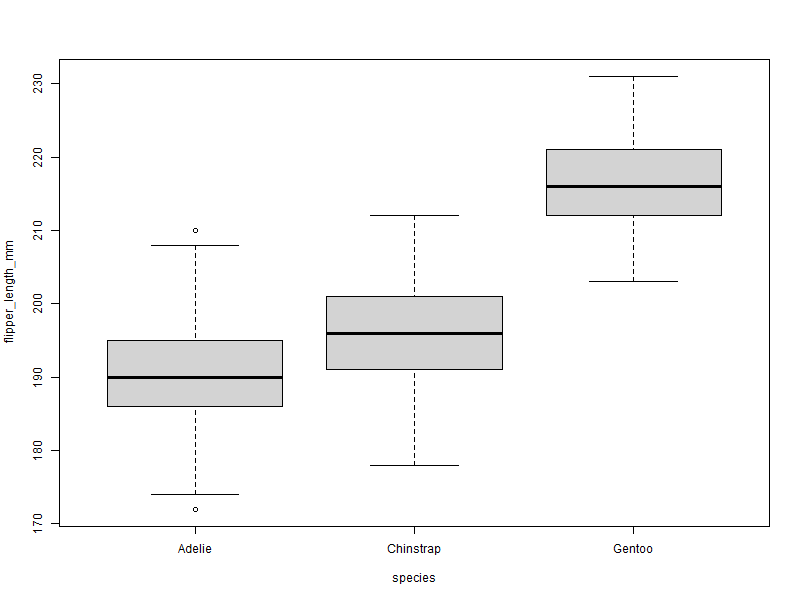 flipper_length_mm
230
220
210
200
190
180
170
Adelie
Chinstrap
Gentoo
species